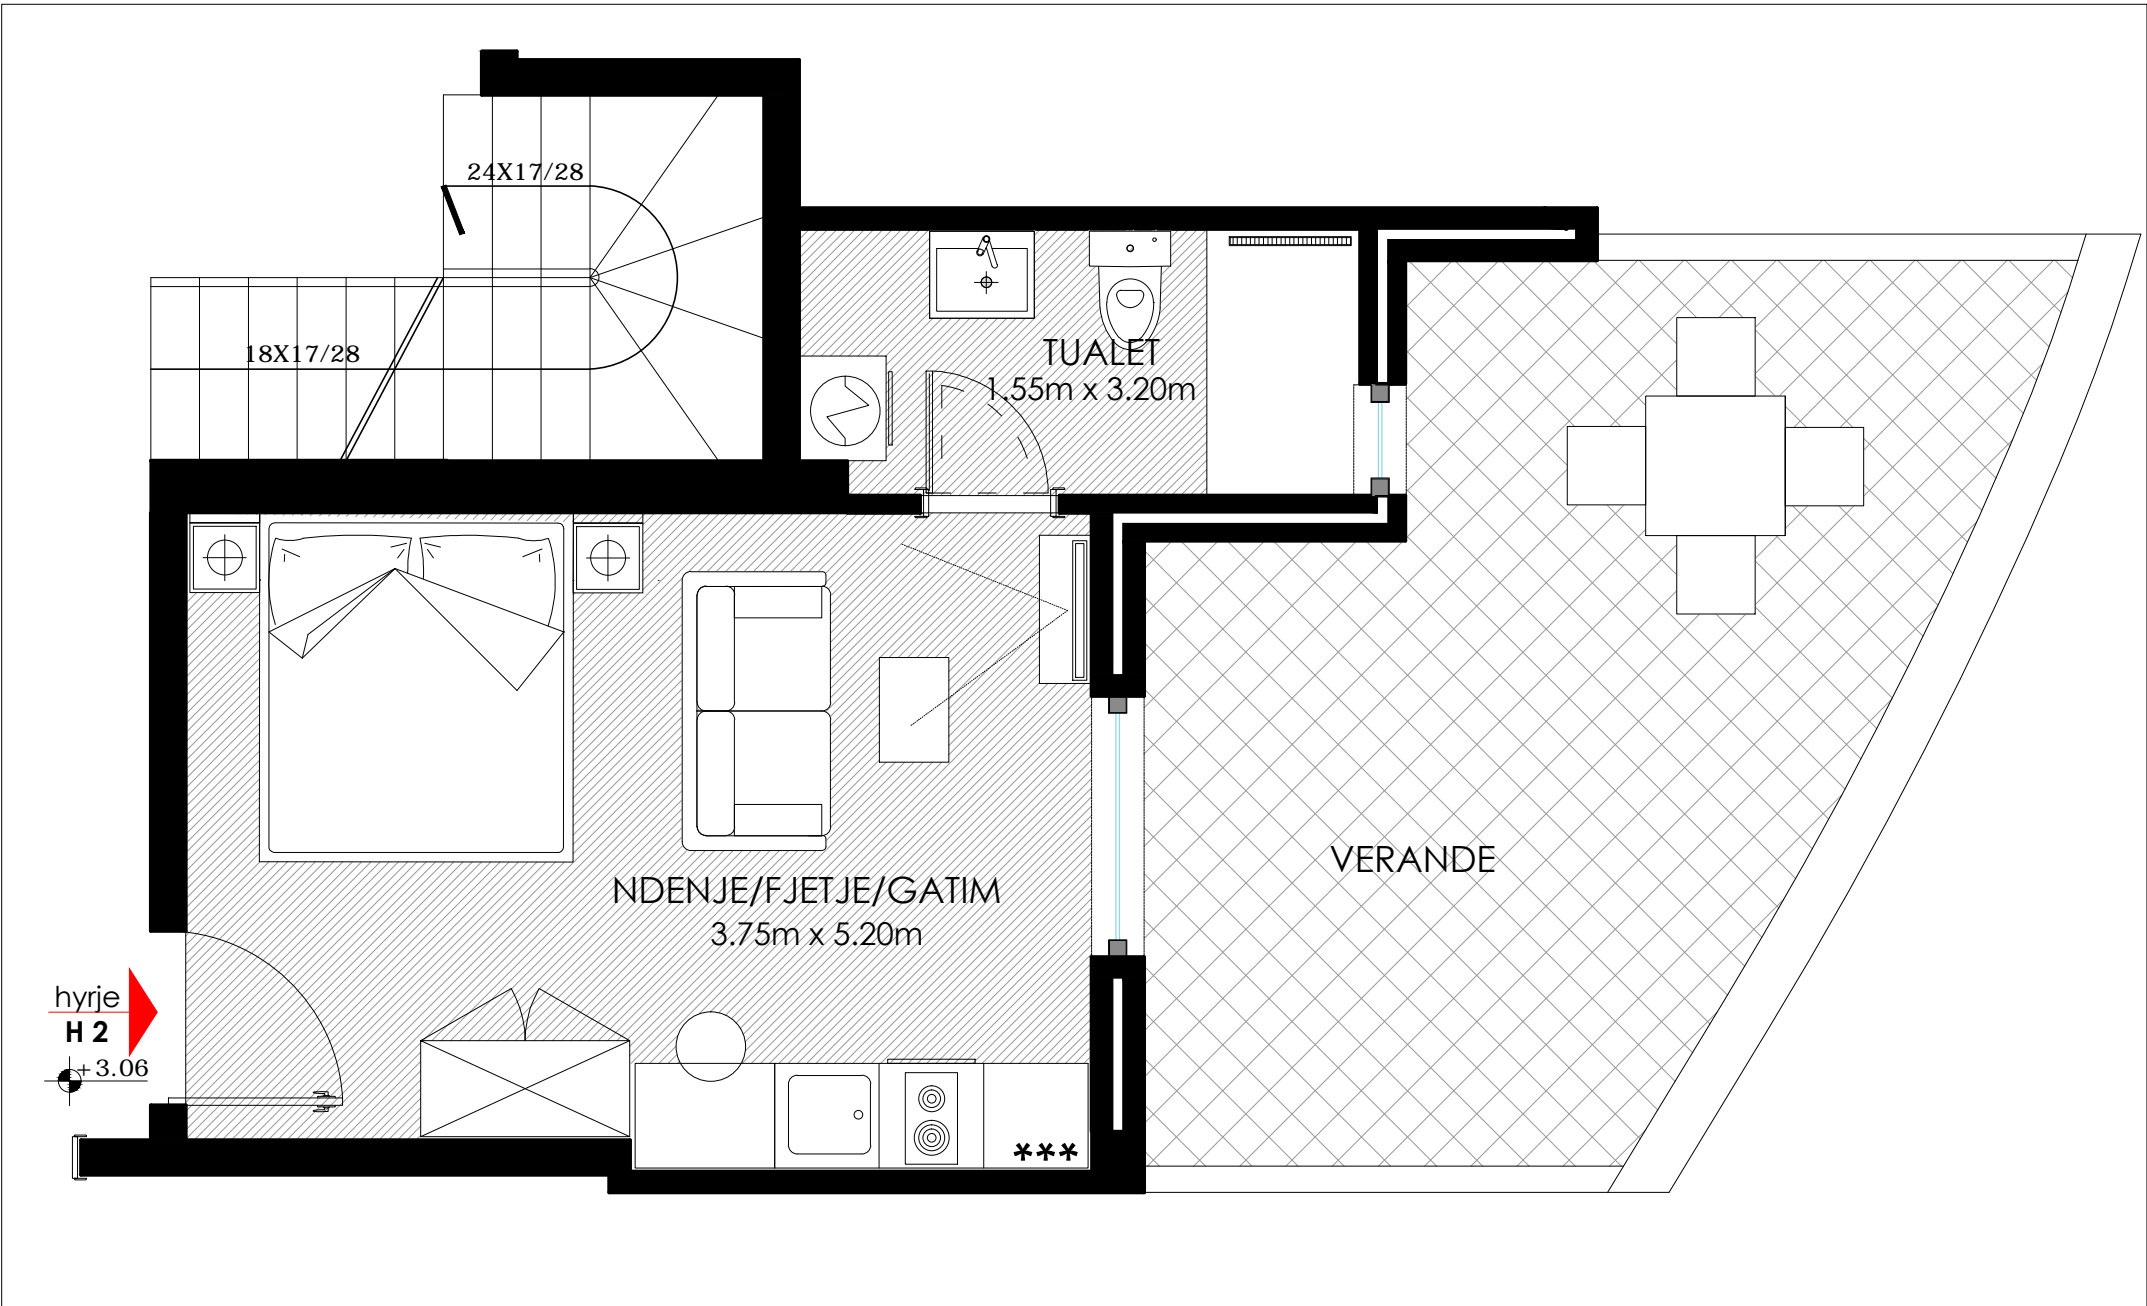 24X17/28
18X17/28
TUALET
1.55m x 3.20m
VERANDE
NDENJE/FJETJE/GATIM
3.75m x 5.20m
hyrje
H 2
+3.06
***